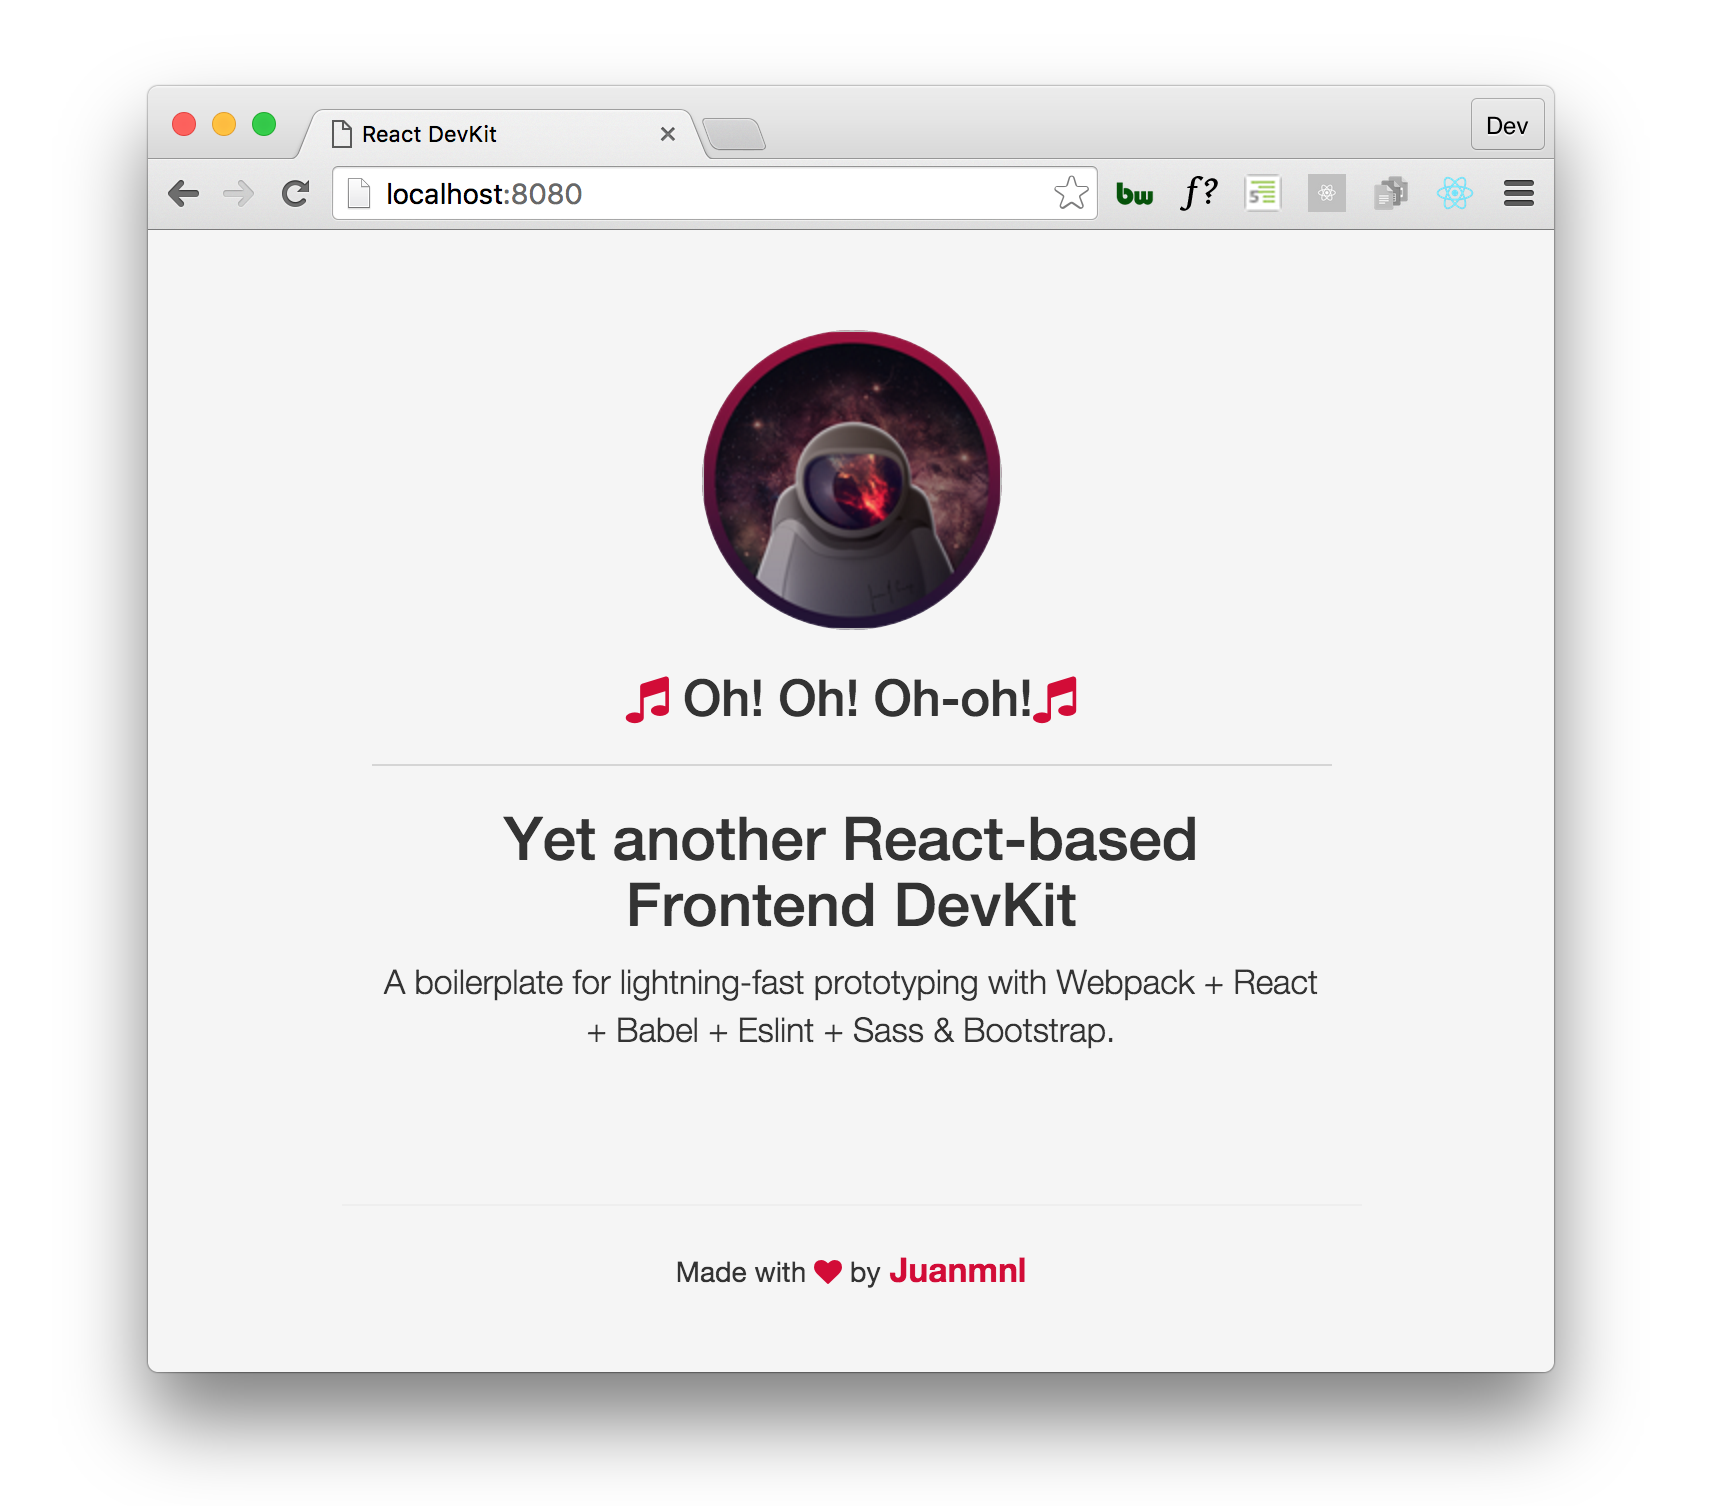 React DevKit
Dev
localhost:8080
bw f? 5
Oh! Oh! Oh-oh!
Yet another React-based
Frontend DevKit
A boilerplate for lightning-fast prototyping with Webpack + React
+ Babel + Eslint + Sass & Bootstrap.
Made with ❤ by Juanmnl